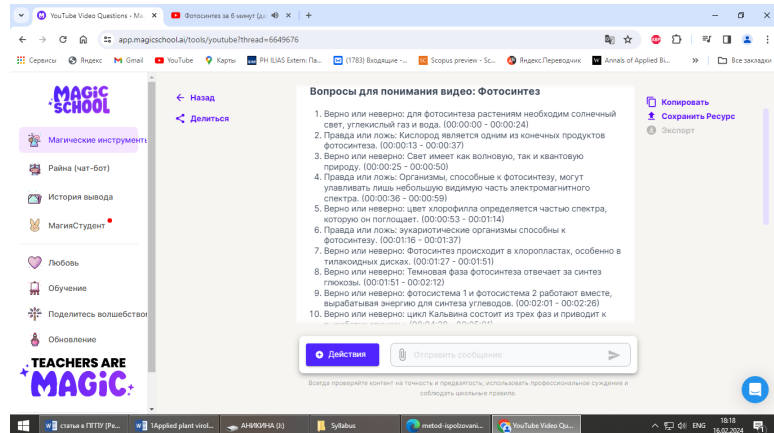 YouTube Video Questions - Ma
Фотосинтез за 6 минут (да
app.magicschool.ai/tools/youtube?thread=6649676
Сервисы
Яндекс
Gmail
YouTube
Карты
PH ILIAS Extern: Па...
(1783) Входящие -...
Scopus preview - Sc...
Яндекс.Переводчик
Annals of Applied Bi...
Все закладки
MAGiC SCHOOL
Магические инструменты
Райна (чат-бот)
История вывода
МагияСтудент
Любовь
Обучение
Поделитесь волшебством
Обновление
TEACHERS ARE
MAGiC
Назад
Делиться
Вопросы для понимания видео: Фотосинтез
1. Верно или неверно: для фотосинтеза растениям необходим солнечный
свет, углекислый газ и вода. (00:00:00 - 00:00:24)
2. Правда или ложь: Кислород является одним из конечных продуктов
фотосинтеза. (00:00:13 - 00:00:37)
3. Верно или неверно: Свет имеет как волновую, так и квантовую
природу. (00:00:25 - 00:00:50)
4. Правда или ложь: Организмы, способные к фотосинтезу, могут
улавливать лишь небольшую видимую часть электромагнитного
спектра. (00:00:36 - 00:00:59)
5. Верно или неверно: цвет хлорофилла определяется частью спектра,
которую он поглощает. (00:00:53 - 00:01:14)
6. Правда или ложь: эукариотические организмы способны к
фотосинтезу. (00:01:16 - 00:01:37)
7. Верно или неверно: Фотосинтез происходит в хлоропластах, особенно в
тилакоидных дисках. (00:01:27 - 00:01:51)
8. Верно или неверно: Темновая фаза фотосинтеза отвечает за синтез
глюкозы. (00:01:51 - 00:02:12)
9. Верно или неверно: фотосистема 1 и фотосистема 2 работают вместе,
вырабатывая энергию для синтеза углеводов. (00:02:01 - 00:02:26)
10. Верно или неверно: цикл Кальвина состоит из трех фаз и приводит к
Копировать
Сохранить Ресурс
Экспорт
Действия
Отправить сообщение
Всегда проверяйте контент на точность и предвзятость, использовать профессиональное суждение и
соблюдать школьные правила.
статья в ПГГПУ [Ре...
1Applied plant virol...
АНИКИНА (I:)
Syllabus
metod-ispolzovani...
YouTube Video Qu...
ENG
18:18
16.02.2024